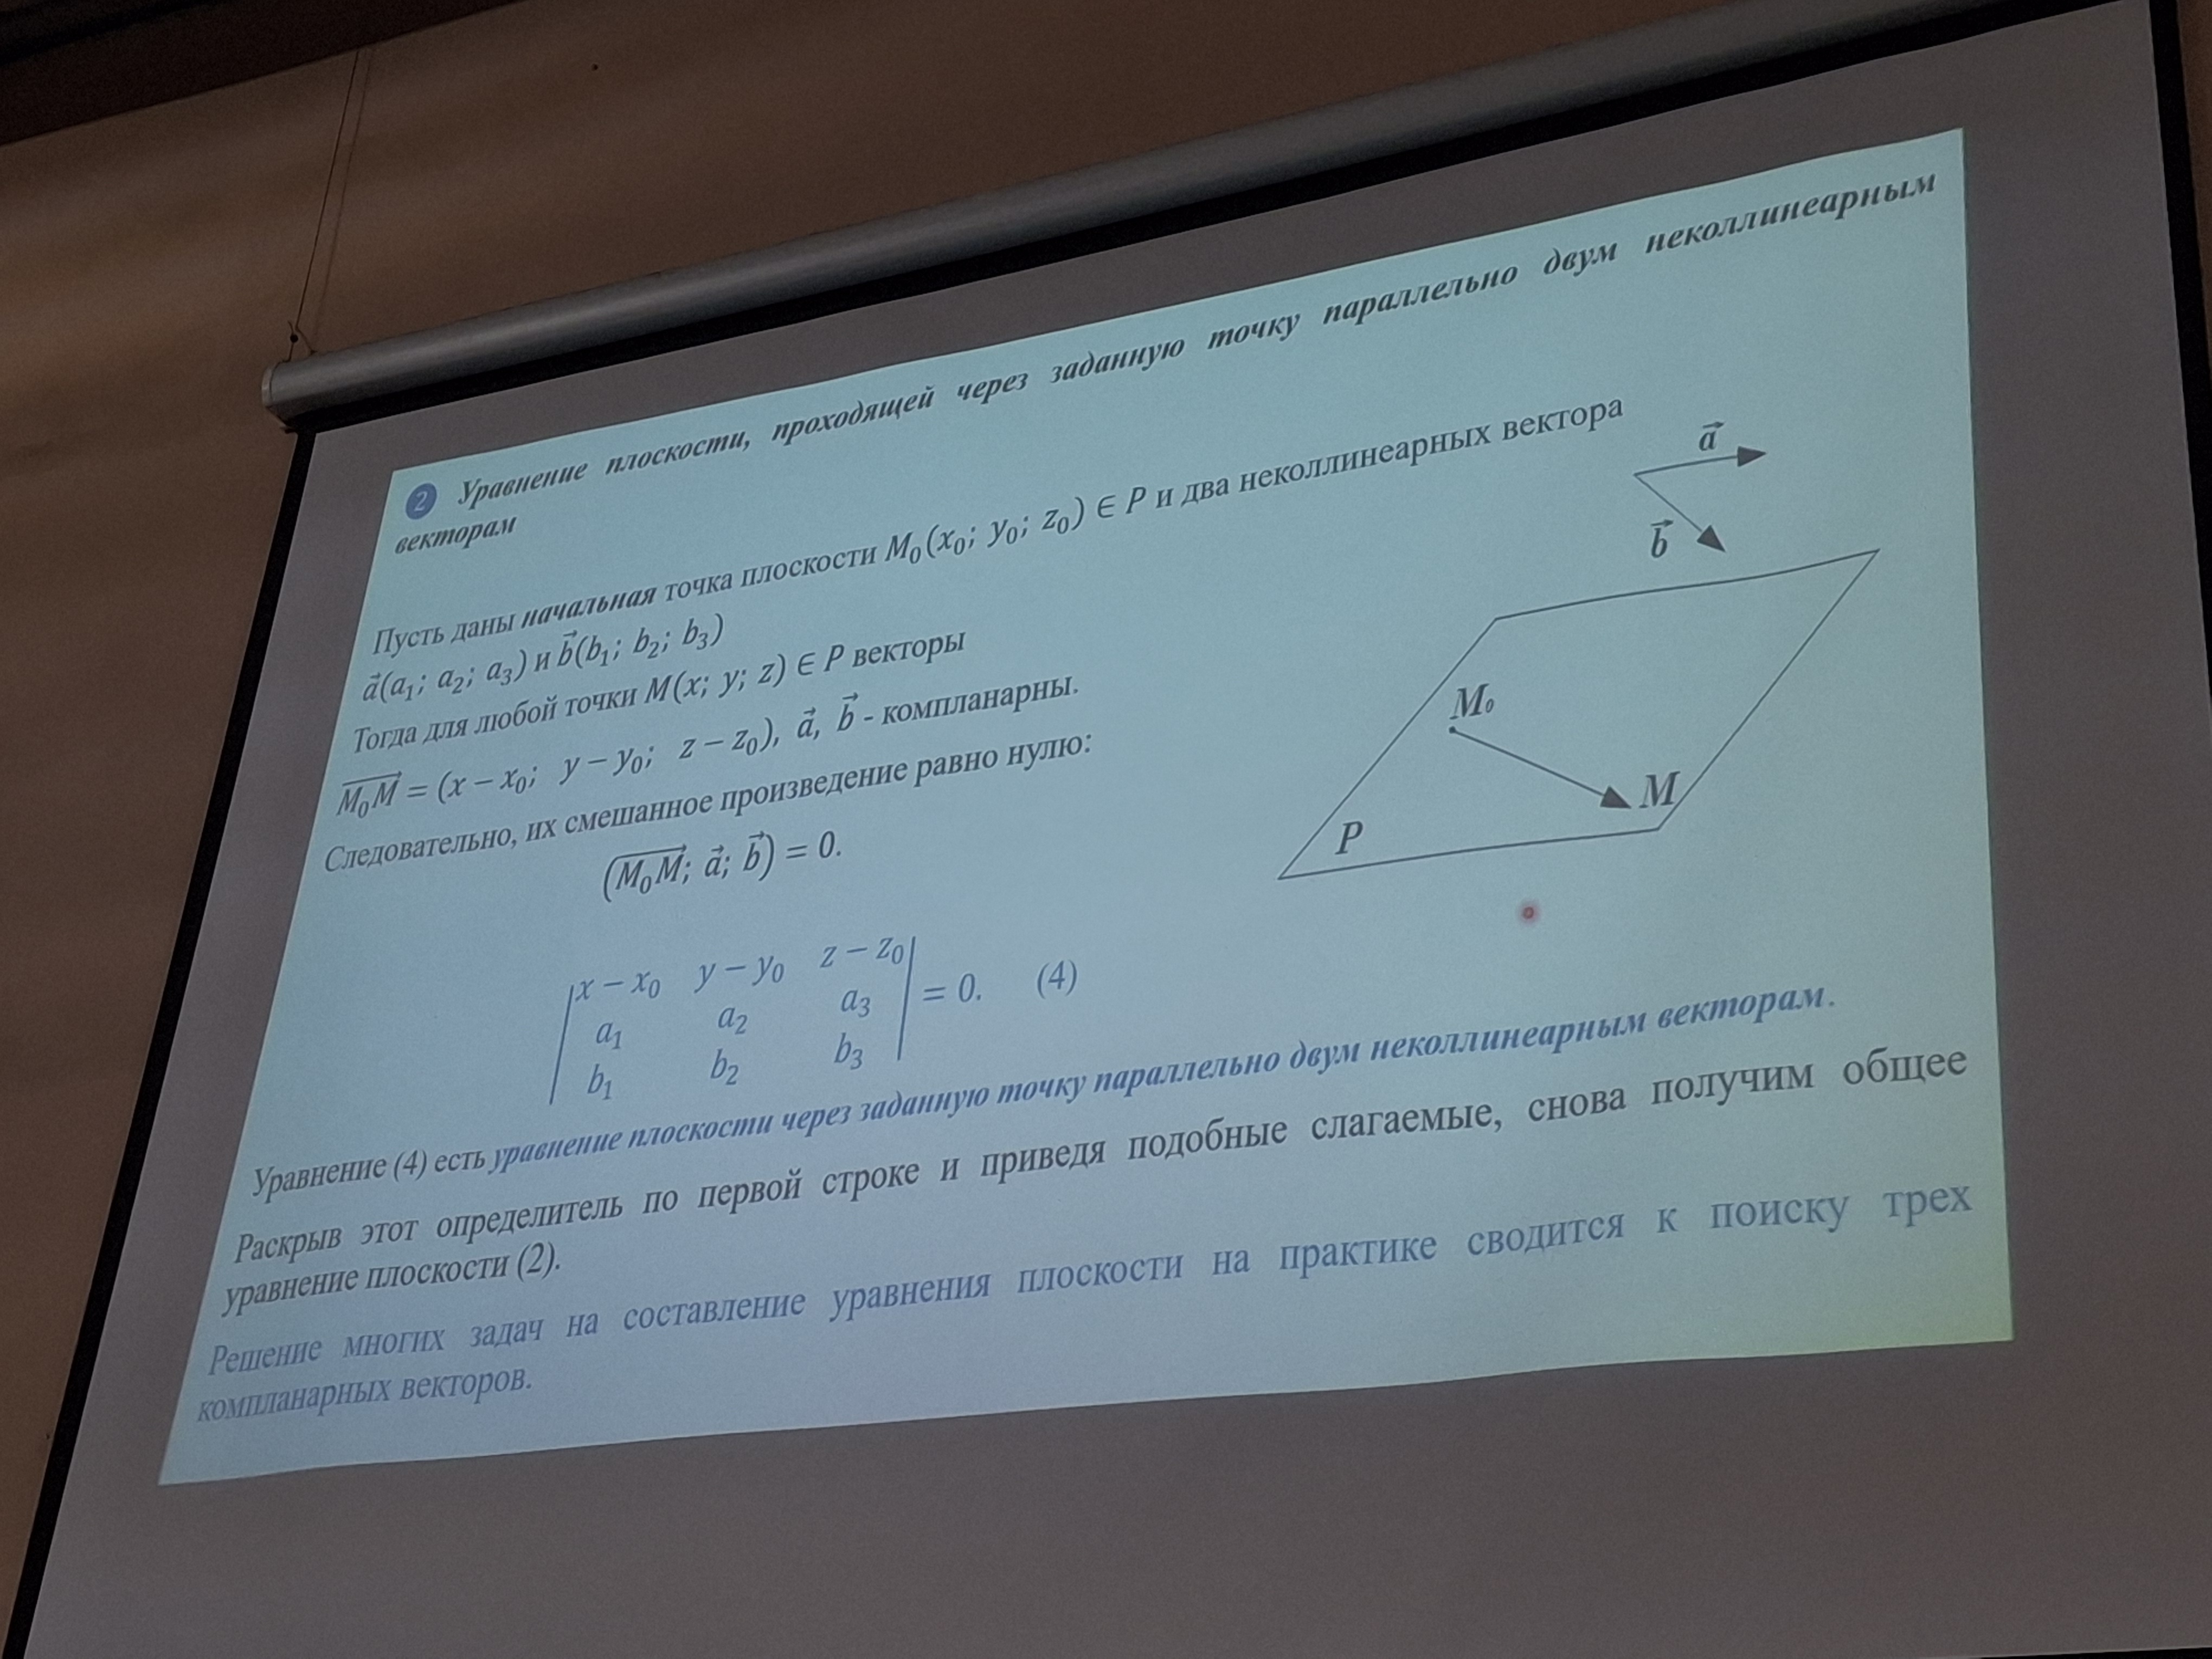 2 Уравнение плоскости, проходящей через заданную точку параллельно двум неколлинеарным
векторам
Пусть даны начальная точка плоскости M₀(x₀; y₀; z₀) ∈ P и два неколлинеарных вектора
a⃗(a₁; a₂; a₃) и b⃗(b₁; b₂; b₃)
Тогда для любой точки M(x; y; z) ∈ P векторы
M₀M⃗ = (x − x₀; y − y₀; z − z₀), a⃗, b⃗ - компланарны.
Следовательно, их смешанное произведение равно нулю:
(M₀M⃗; a⃗; b⃗) = 0.
|x − x₀ y − y₀ z − z₀|
|a₁ a₂ a₃| = 0. (4)
|b₁ b₂ b₃|
a⃗
b⃗
M₀
M
P
Уравнение (4) есть уравнение плоскости через заданную точку параллельно двум неколлинеарным векторам.
Раскрыв этот определитель по первой строке и приведя подобные слагаемые, снова получим общее
уравнение плоскости (2).
Решение многих задач на составление уравнения плоскости на практике сводится к поиску трех
компланарных векторов.